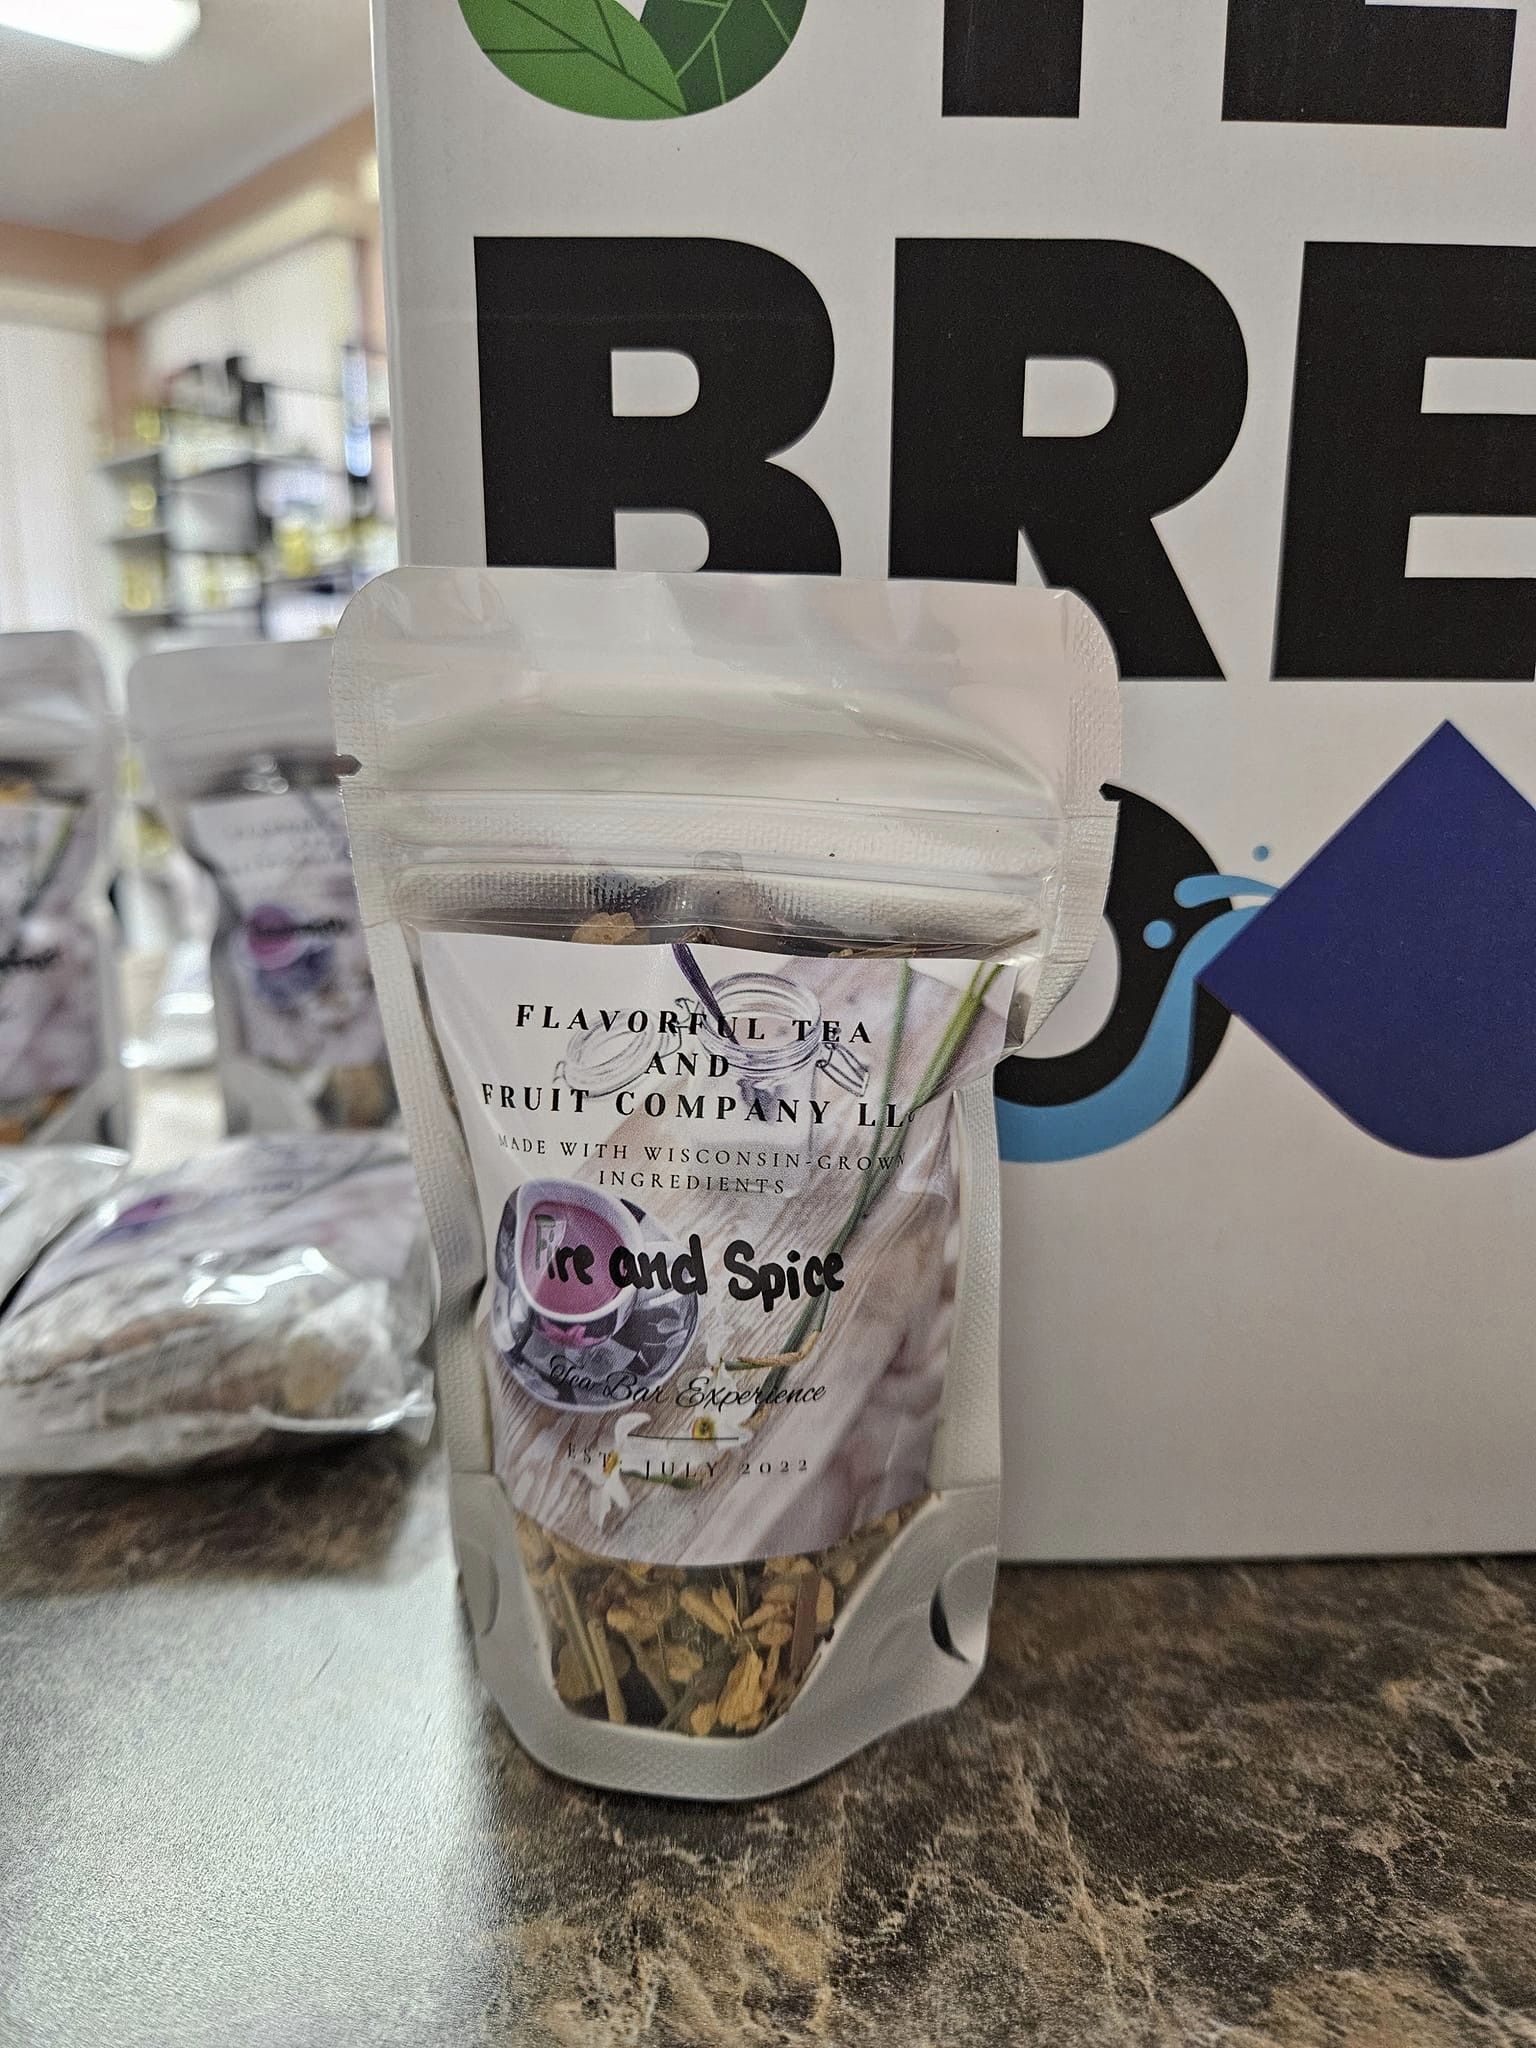 BRE
FLAVORFUL TEA
AND
FRUIT COMPANY LLC
MADE WITH WISCONSIN-GROWN
INGREDIENTS
Fire and Spice
Tea Bar Experience
EST. JULY 2022